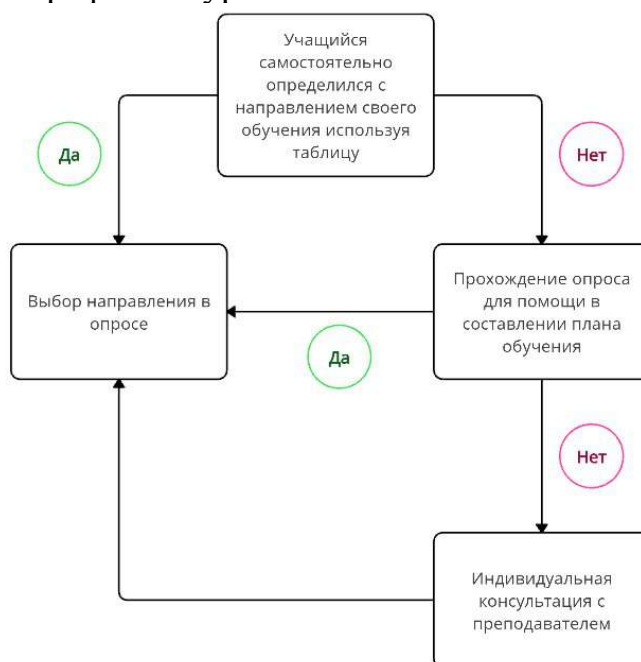 Учащийся
самостоятельно
определился с
направлением своего
обучения используя
таблицу
Да
Нет
Выбор направления в
опросе
Прохождение опроса
для помощи в
составлении плана
обучения
Да
Нет
Индивидуальная
консультация с
преподавателем